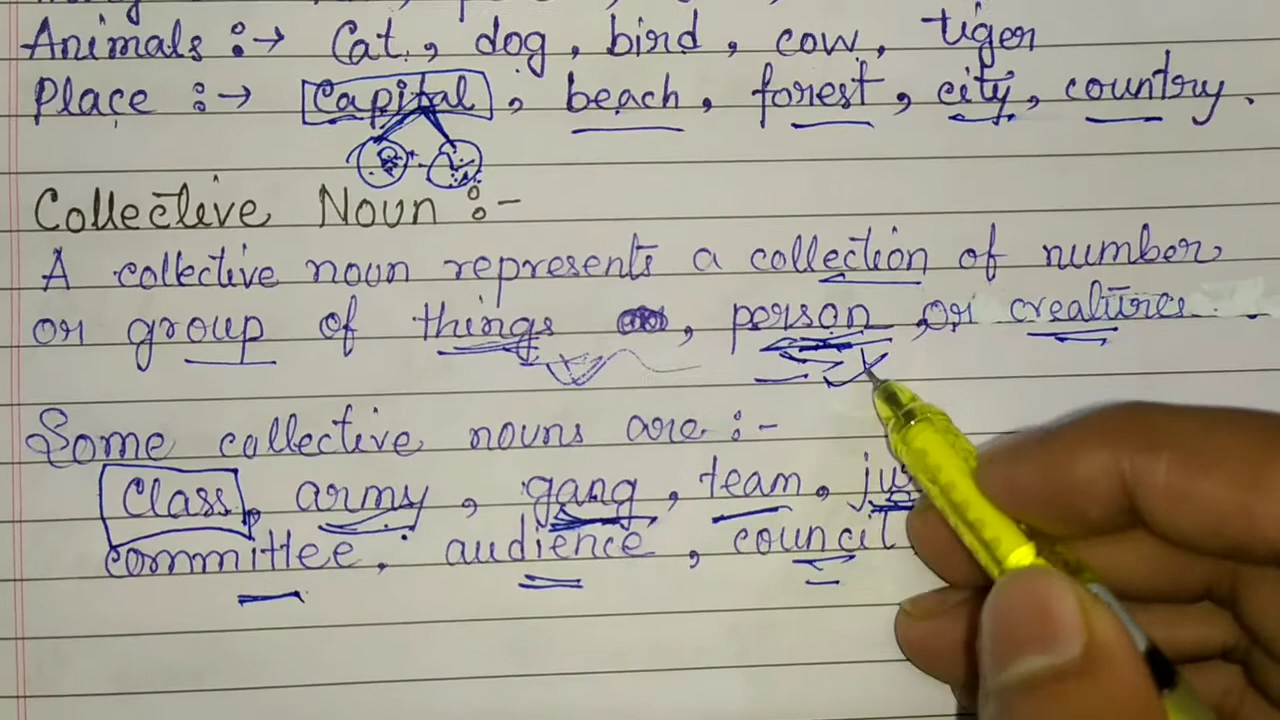 Animals :→ Cat, dog, bird, cow, tiger
Place :→ Capital, beach, forest, city, country.
Collective Noun :-
A collective noun represents a collection of number,
or group of things , person, or creatures
Some collective nouns are :-
Class, army, gang, team,
committee, audience, council